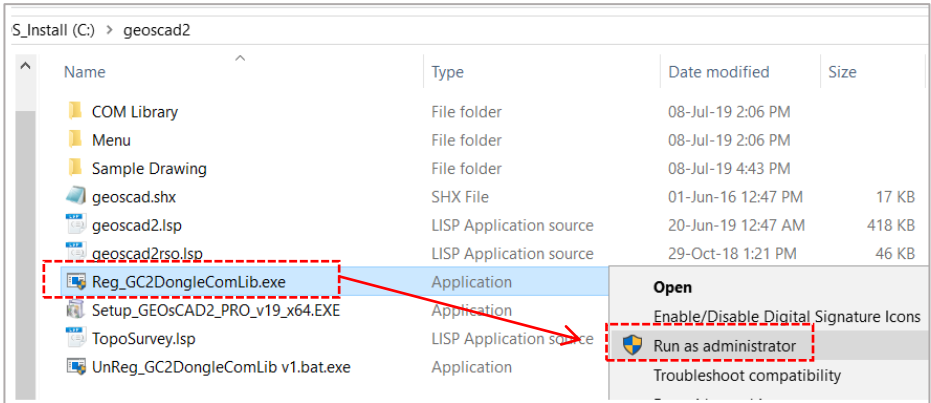 S_Install (C:) > geoscad2
Name Type Date modified Size
COM Library File folder 08-Jul-19 2:06 PM
Menu File folder 08-Jul-19 2:06 PM
Sample Drawing File folder 08-Jul-19 4:43 PM
geoscad.shx SHX File 01-Jun-16 12:47 PM 17 KB
geoscad2.lsp LISP Application source 20-Jun-19 12:47 AM 418 KB
geoscad2rso.lsp LISP Application source 29-Oct-18 1:21 PM 46 KB
Reg_GC2DongleComLib.exe Application
Open
Setup_GEOsCAD2_PRO_v19_x64.EXE Application
Enable/Disable Digital Signature Icons
TopoSurvey.lsp LISP Application source
Run as administrator
UnReg_GC2DongleComLib v1.bat.exe Application
Troubleshoot compatibility